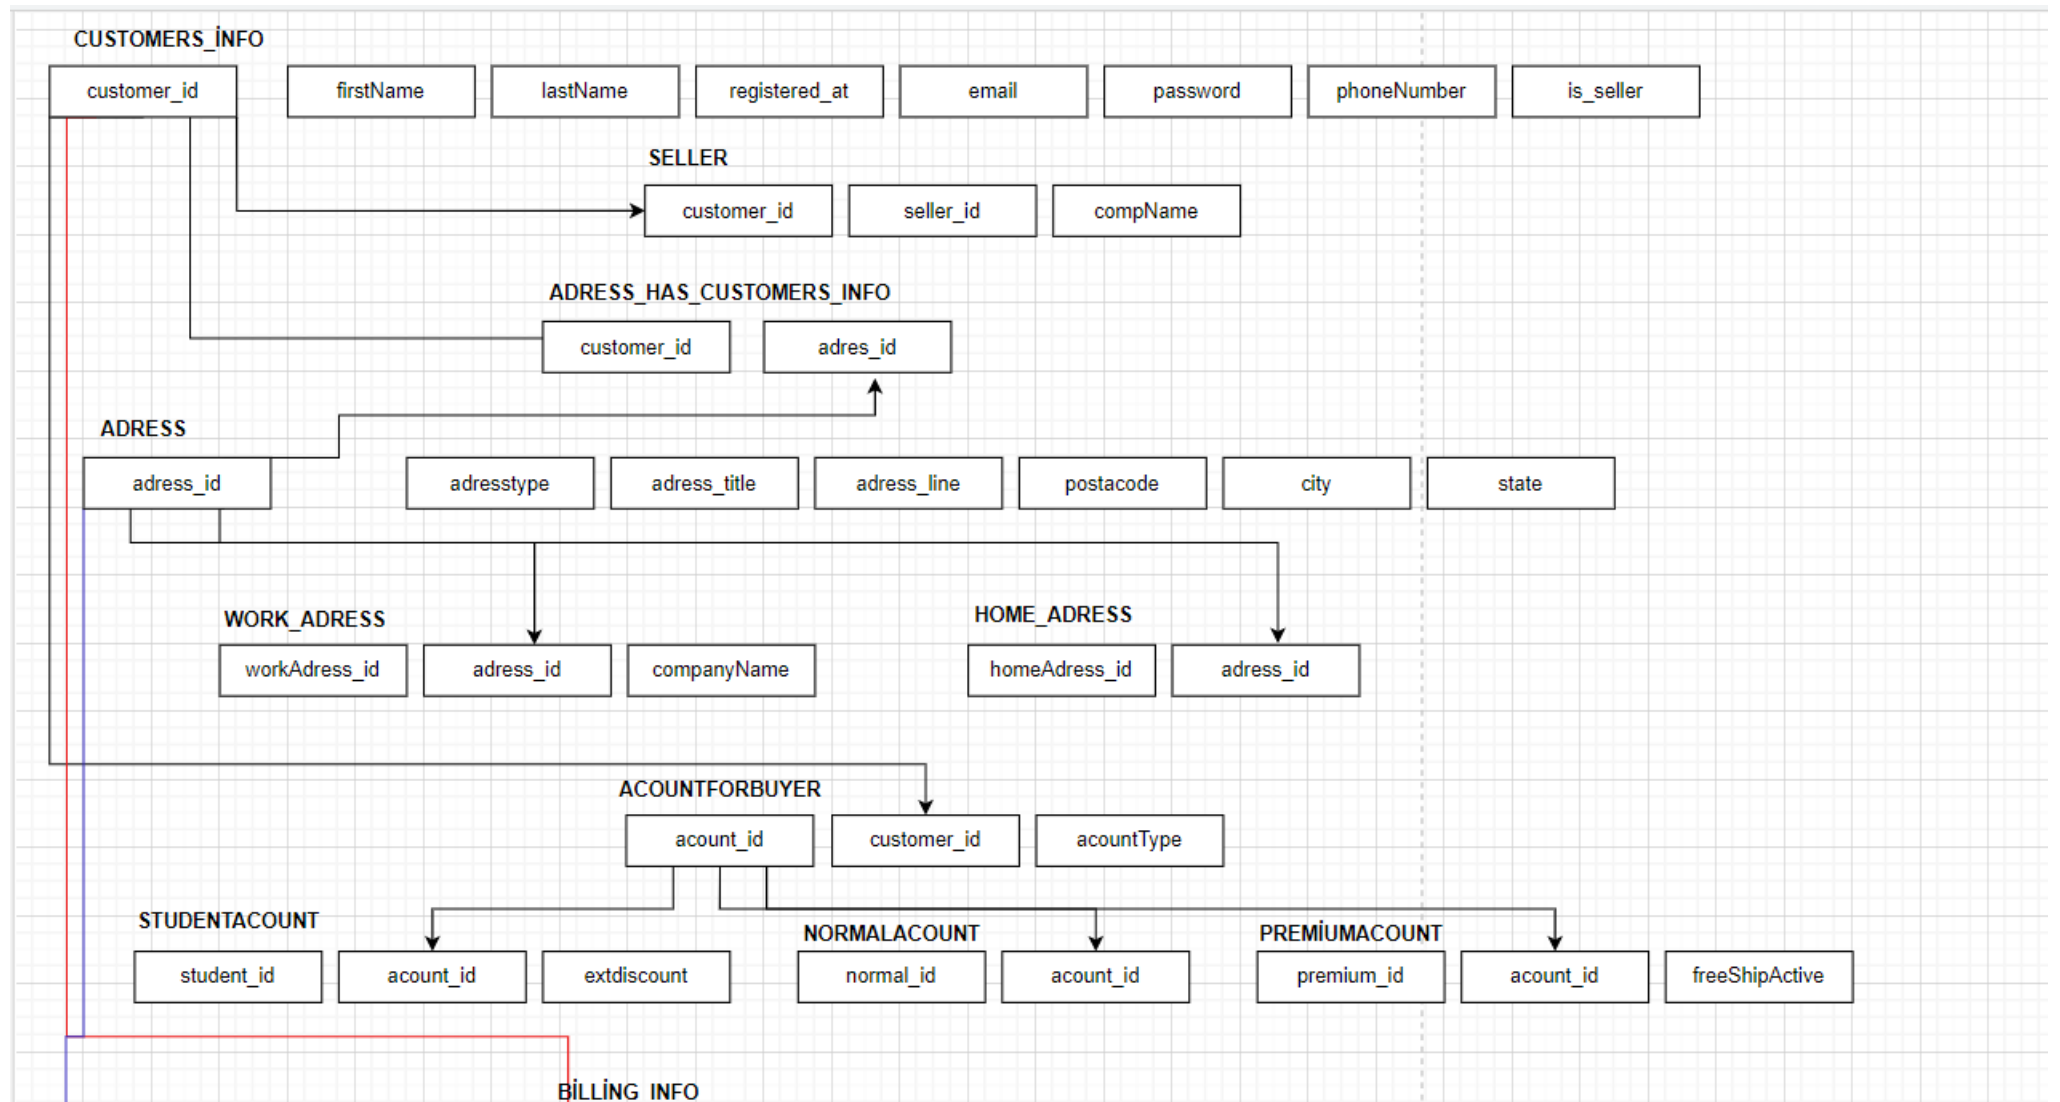 CUSTOMERS_İNFO
customer_id firstName lastName registered_at email password phoneNumber is_seller
SELLER
customer_id seller_id compName
ADRESS_HAS_CUSTOMERS_INFO
customer_id adres_id
ADRESS
adress_id adresstype adress_title adress_line postacode city state
WORK_ADRESS
workAdress_id adress_id companyName
HOME_ADRESS
homeAdress_id adress_id
ACOUNTFORBUYER
acount_id customer_id acountType
STUDENTACOUNT
student_id acount_id extdiscount
NORMALACOUNT
normal_id acount_id
PREMİUMACOUNT
premium_id acount_id freeShipActive
BİLLİNG_INFO